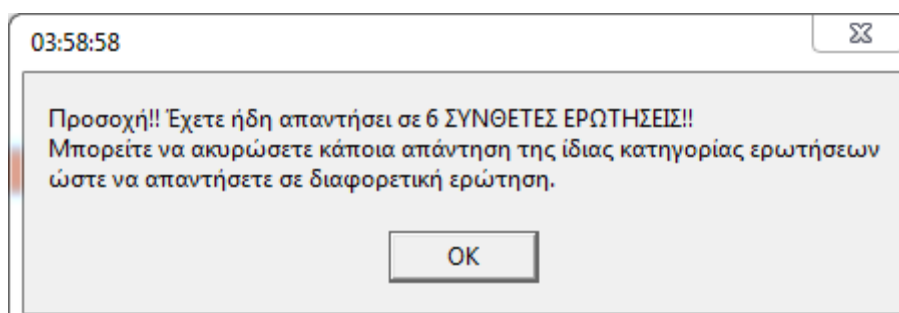 03:58:58
Προσοχή!! Έχετε ήδη απαντήσει σε 6 ΣΥΝΘΕΤΕΣ ΕΡΩΤΗΣΕΙΣ!!
Μπορείτε να ακυρώσετε κάποια απάντηση της ίδιας κατηγορίας ερωτήσεων
ώστε να απαντήσετε σε διαφορετική ερώτηση.
OK